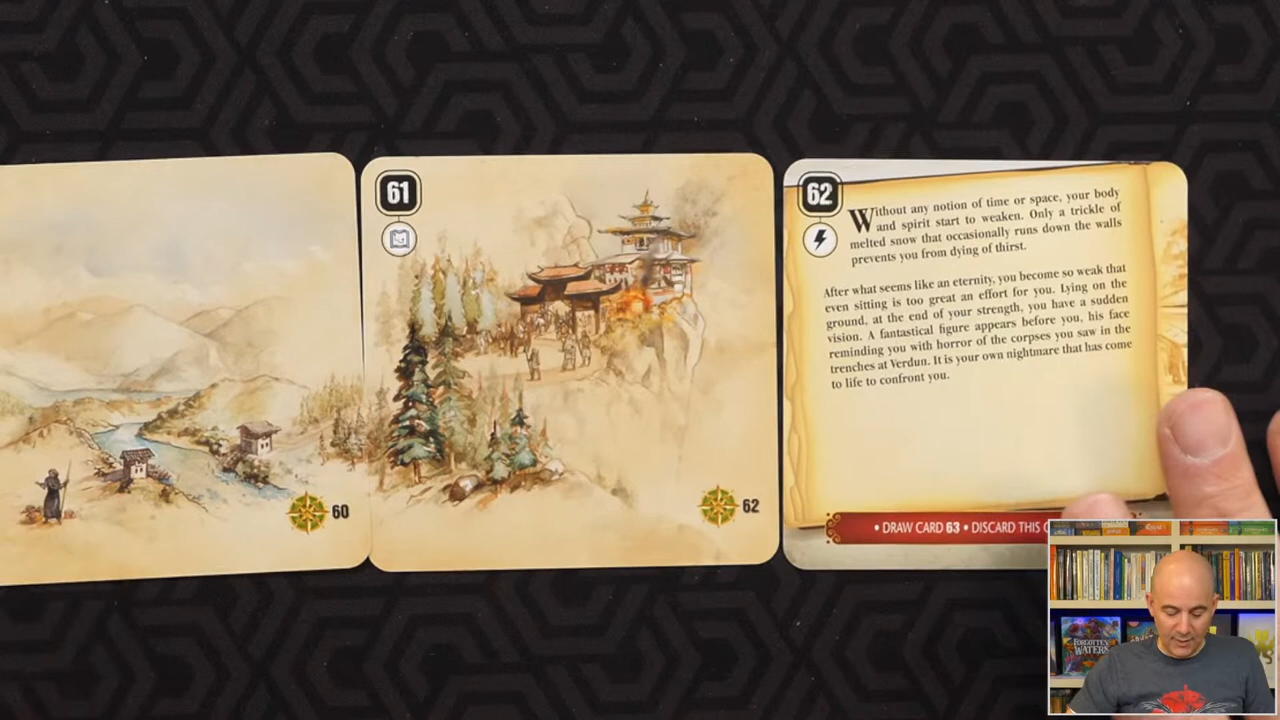 60
61
62
62
Without any notion of time or space, your body
and spirit start to weaken. Only a trickle of
melted snow that occasionally runs down the walls
prevents you from dying of thirst.
After what seems like an eternity, you become so weak that
even sitting is too great an effort for you. Lying on the
ground, at the end of your strength, you have a sudden
vision. A fantastical figure appears before you, his face
reminding you with horror of the corpses you saw in the
trenches at Verdun. It is your own nightmare that has come
to life to confront you.
• DRAW CARD 63 • DISCARD THIS
FORGOTTEN
WATERS